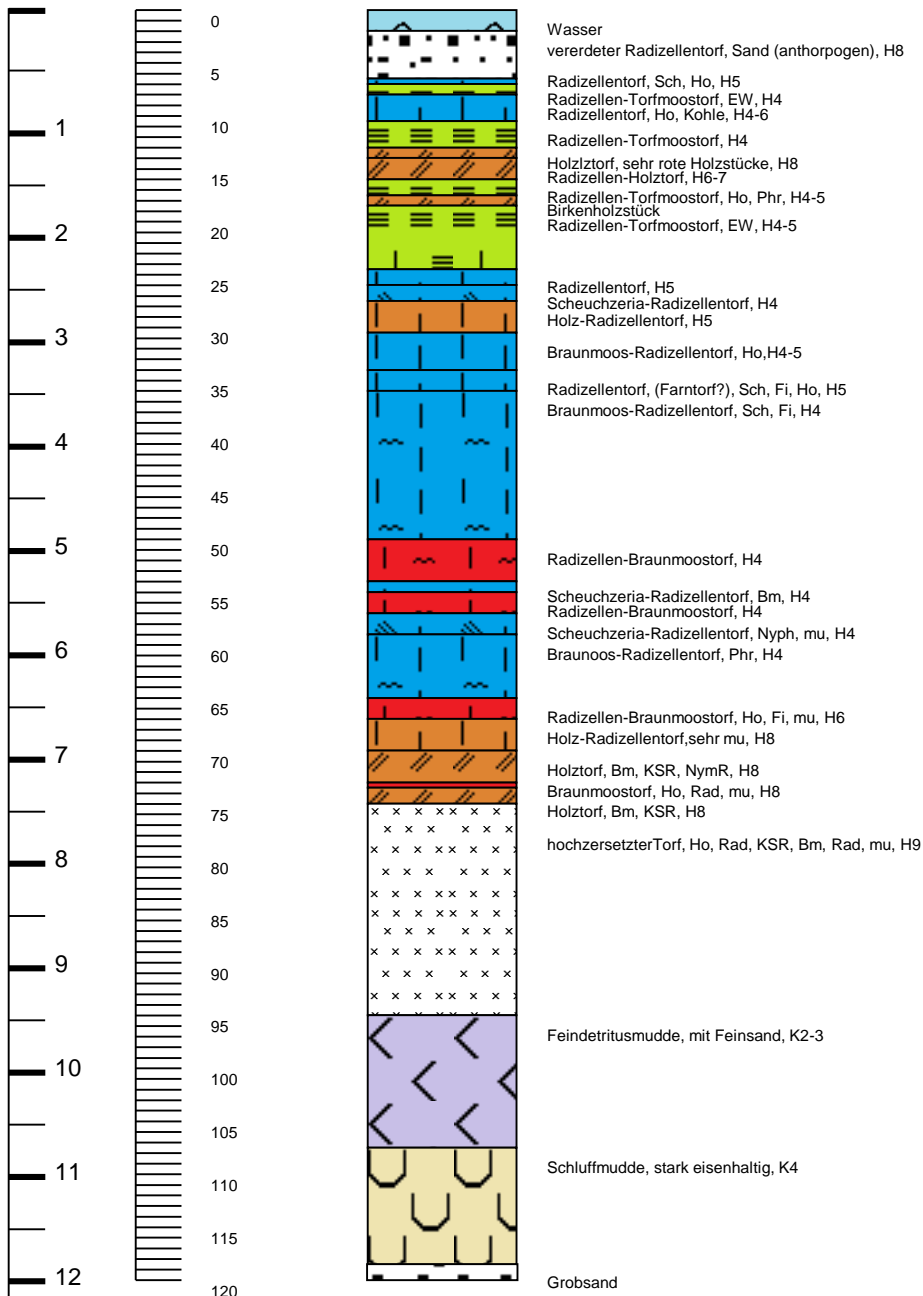 0
Wasser
vererdeter Radizellentorf, Sand (anthorpogen), H8
5
Radizellentorf, Sch, Ho, H5
Radizellen-Torfmoostorf, EW, H4
Radizellentorf, Ho, Kohle, H4-6
1
10
Radizellen-Torfmoostorf, H4
Holzlztorf, sehr rote Holzstücke, H8
15
Radizellen-Holztorf, H6-7
Radizellen-Torfmoostorf, Ho, Phr, H4-5
Birkenholzstück
Radizellen-Torfmoostorf, EW, H4-5
2
20
25
Radizellentorf, H5
Scheuchzeria-Radizellentorf, H4
Holz-Radizellentorf, H5
3
30
Braunmoos-Radizellentorf, Ho,H4-5
35
Radizellentorf, (Farntorf?), Sch, Fi, Ho, H5
Braunmoos-Radizellentorf, Sch, Fi, H4
4
40
45
5
50
Radizellen-Braunmoostorf, H4
55
Scheuchzeria-Radizellentorf, Bm, H4
Radizellen-Braunmoostorf, H4
Scheuchzeria-Radizellentorf, Nyph, mu, H4
6
60
Braunoos-Radizellentorf, Phr, H4
65
Radizellen-Braunmoostorf, Ho, Fi, mu, H6
Holz-Radizellentorf,sehr mu, H8
7
70
Holztorf, Bm, KSR, NymR, H8
Braunmoostorf, Ho, Rad, mu, H8
75
Holztorf, Bm, KSR, H8
hochzersetzterTorf, Ho, Rad, KSR, Bm, Rad, mu, H9
8
80
85
9
90
95
Feindetritusmudde, mit Feinsand, K2-3
10
100
105
11
Schluffmudde, stark eisenhaltig, K4
110
115
12
Grobsand
120